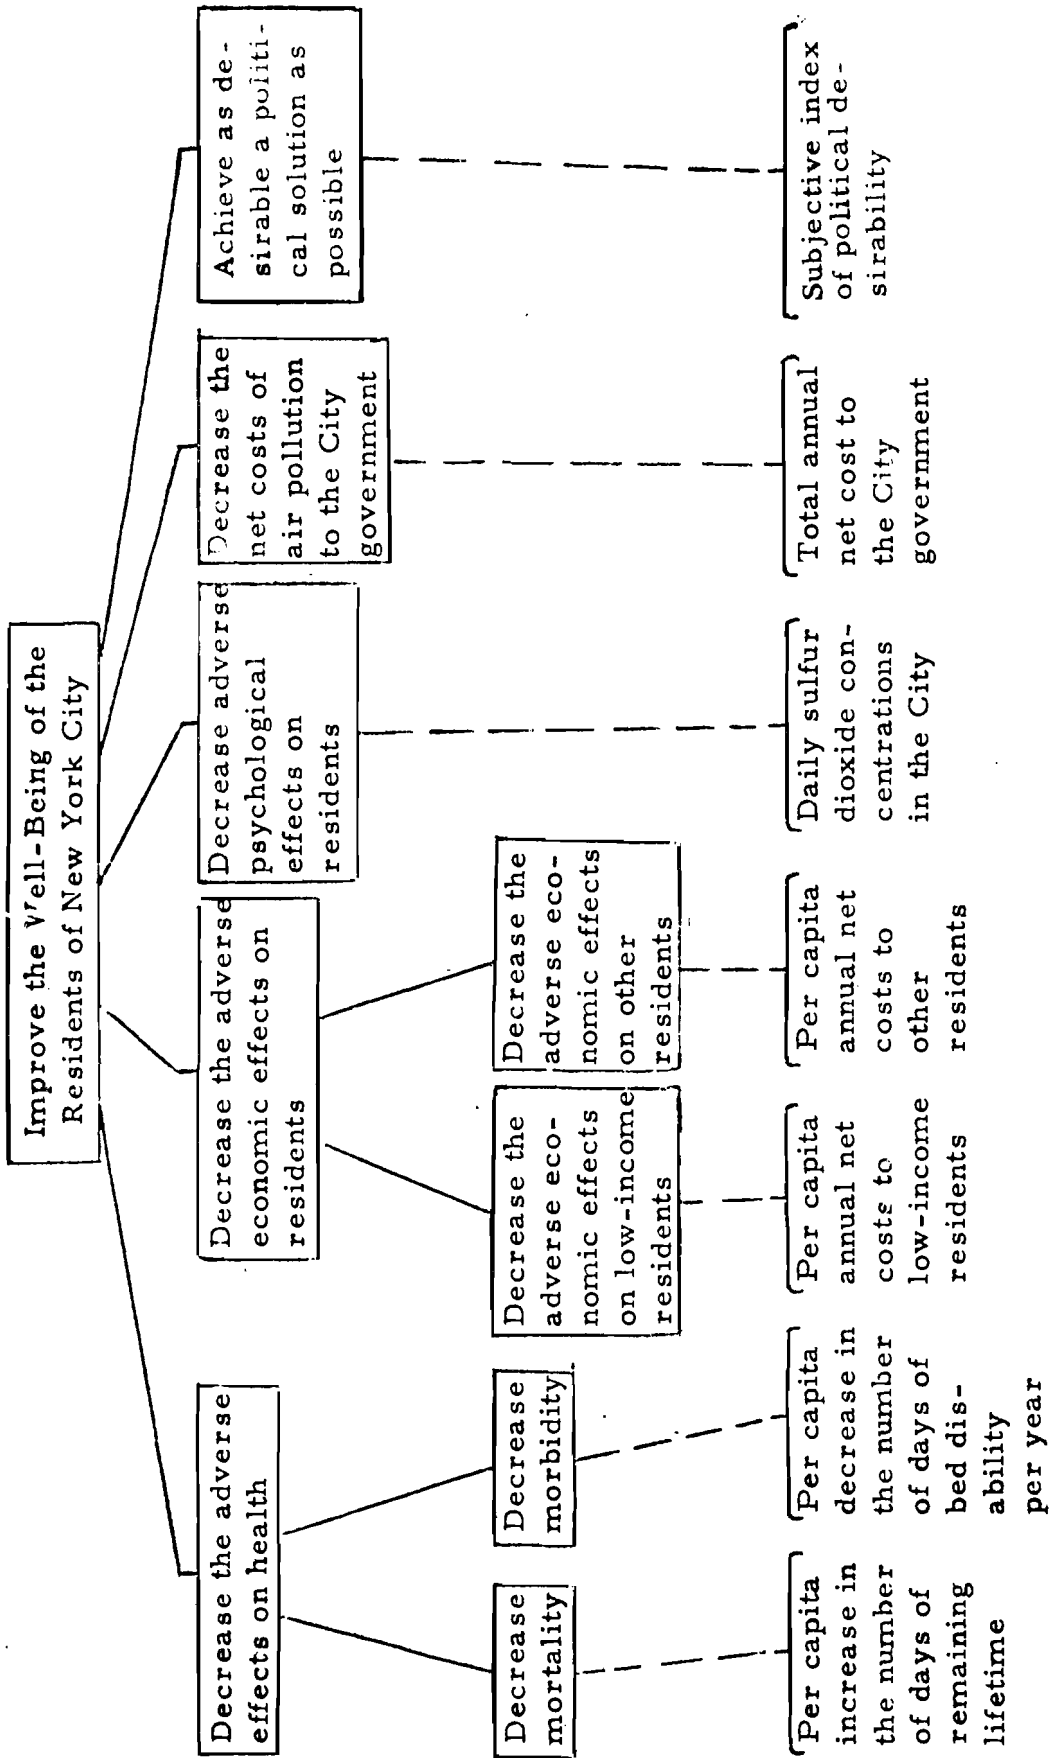 Improve the Well-Being of the
Residents of New York City
Decrease the adverse
effects on health
Decrease the adverse
economic effects on
residents
Decrease adverse
psychological
effects on
residents
Decrease the
net costs of
air pollution
to the City
government
Achieve as de-
sirable a politi-
cal solution as
possible
Decrease
mortality
Decrease
morbidity
Decrease the
adverse eco-
nomic effects
on low-income
residents
Decrease the
adverse eco-
nomic effects
on other
residents
Per capita
increase in
the number
of days of
remaining
lifetime
Per capita
decrease in
the number
of days of
bed dis-
ability
per year
Per capita
annual net
costs to
low-income
residents
Per capita
annual net
costs to
other
residents
Daily sulfur
dioxide con-
centrations
in the City
Total annual
net cost to
the City
government
Subjective index
of political de-
sirability